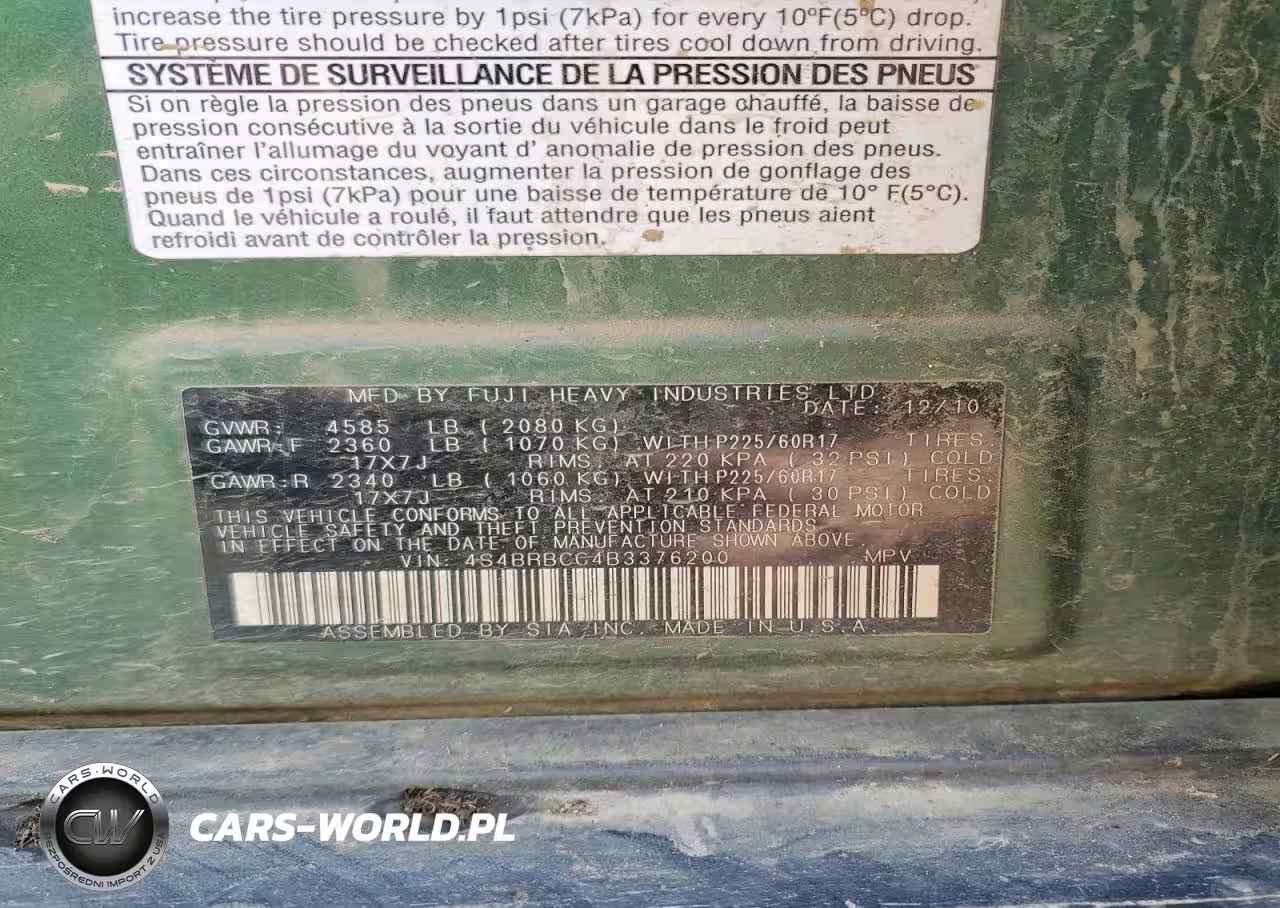 increase the tire pressure by 1psi (7kPa) for every 10°F(5°C) drop.
Tire pressure should be checked after tires cool down from driving.
SYSTÈME DE SURVEILLANCE DE LA PRESSION DES PNEUS
Si on règle la pression des pneus dans un garage chauffé, la baisse de
pression consécutive à la sortie du véhicule dans le froid peut
entraîner l'allumage du voyant d' anomalie de pression des pneus.
Dans ces circonstances, augmenter la pression de gonflage des
pneus de 1psi (7kPa) pour une baisse de température de 10° F(5°C).
Quand le véhicule a roulé, il faut attendre que les pneus aient
refroidi avant de contrôler la pression.
MFD BY FUJI HEAVY INDUSTRIES LTD
DATE: 12/10
GVWR: 4585 LB ( 2080 KG)
GAWR:F 2360 LB ( 1070 KG) WITH P225/60R17 TIRES.
17X7J RIMS. AT 220 KPA ( 32 PSI) COLD
GAWR:R 2340 LB ( 1060 KG) WITH P225/60R17 TIRES.
17X7J RIMS. AT 210 KPA ( 30 PSI) COLD
THIS VEHICLE CONFORMS TO ALL APPLICABLE FEDERAL MOTOR
VEHICLE SAFETY AND THEFT PREVENTION STANDARDS
IN EFFECT ON THE DATE OF MANUFACTURE SHOWN ABOVE.
VIN: 4S4BRBCC4B3376200 MPV
ASSEMBLED BY SIA, INC. MADE IN U.S.A.
CARS-WORLD
CW
BEZPOŚREDNI IMPORT Z USA
CARS-WORLD.PL